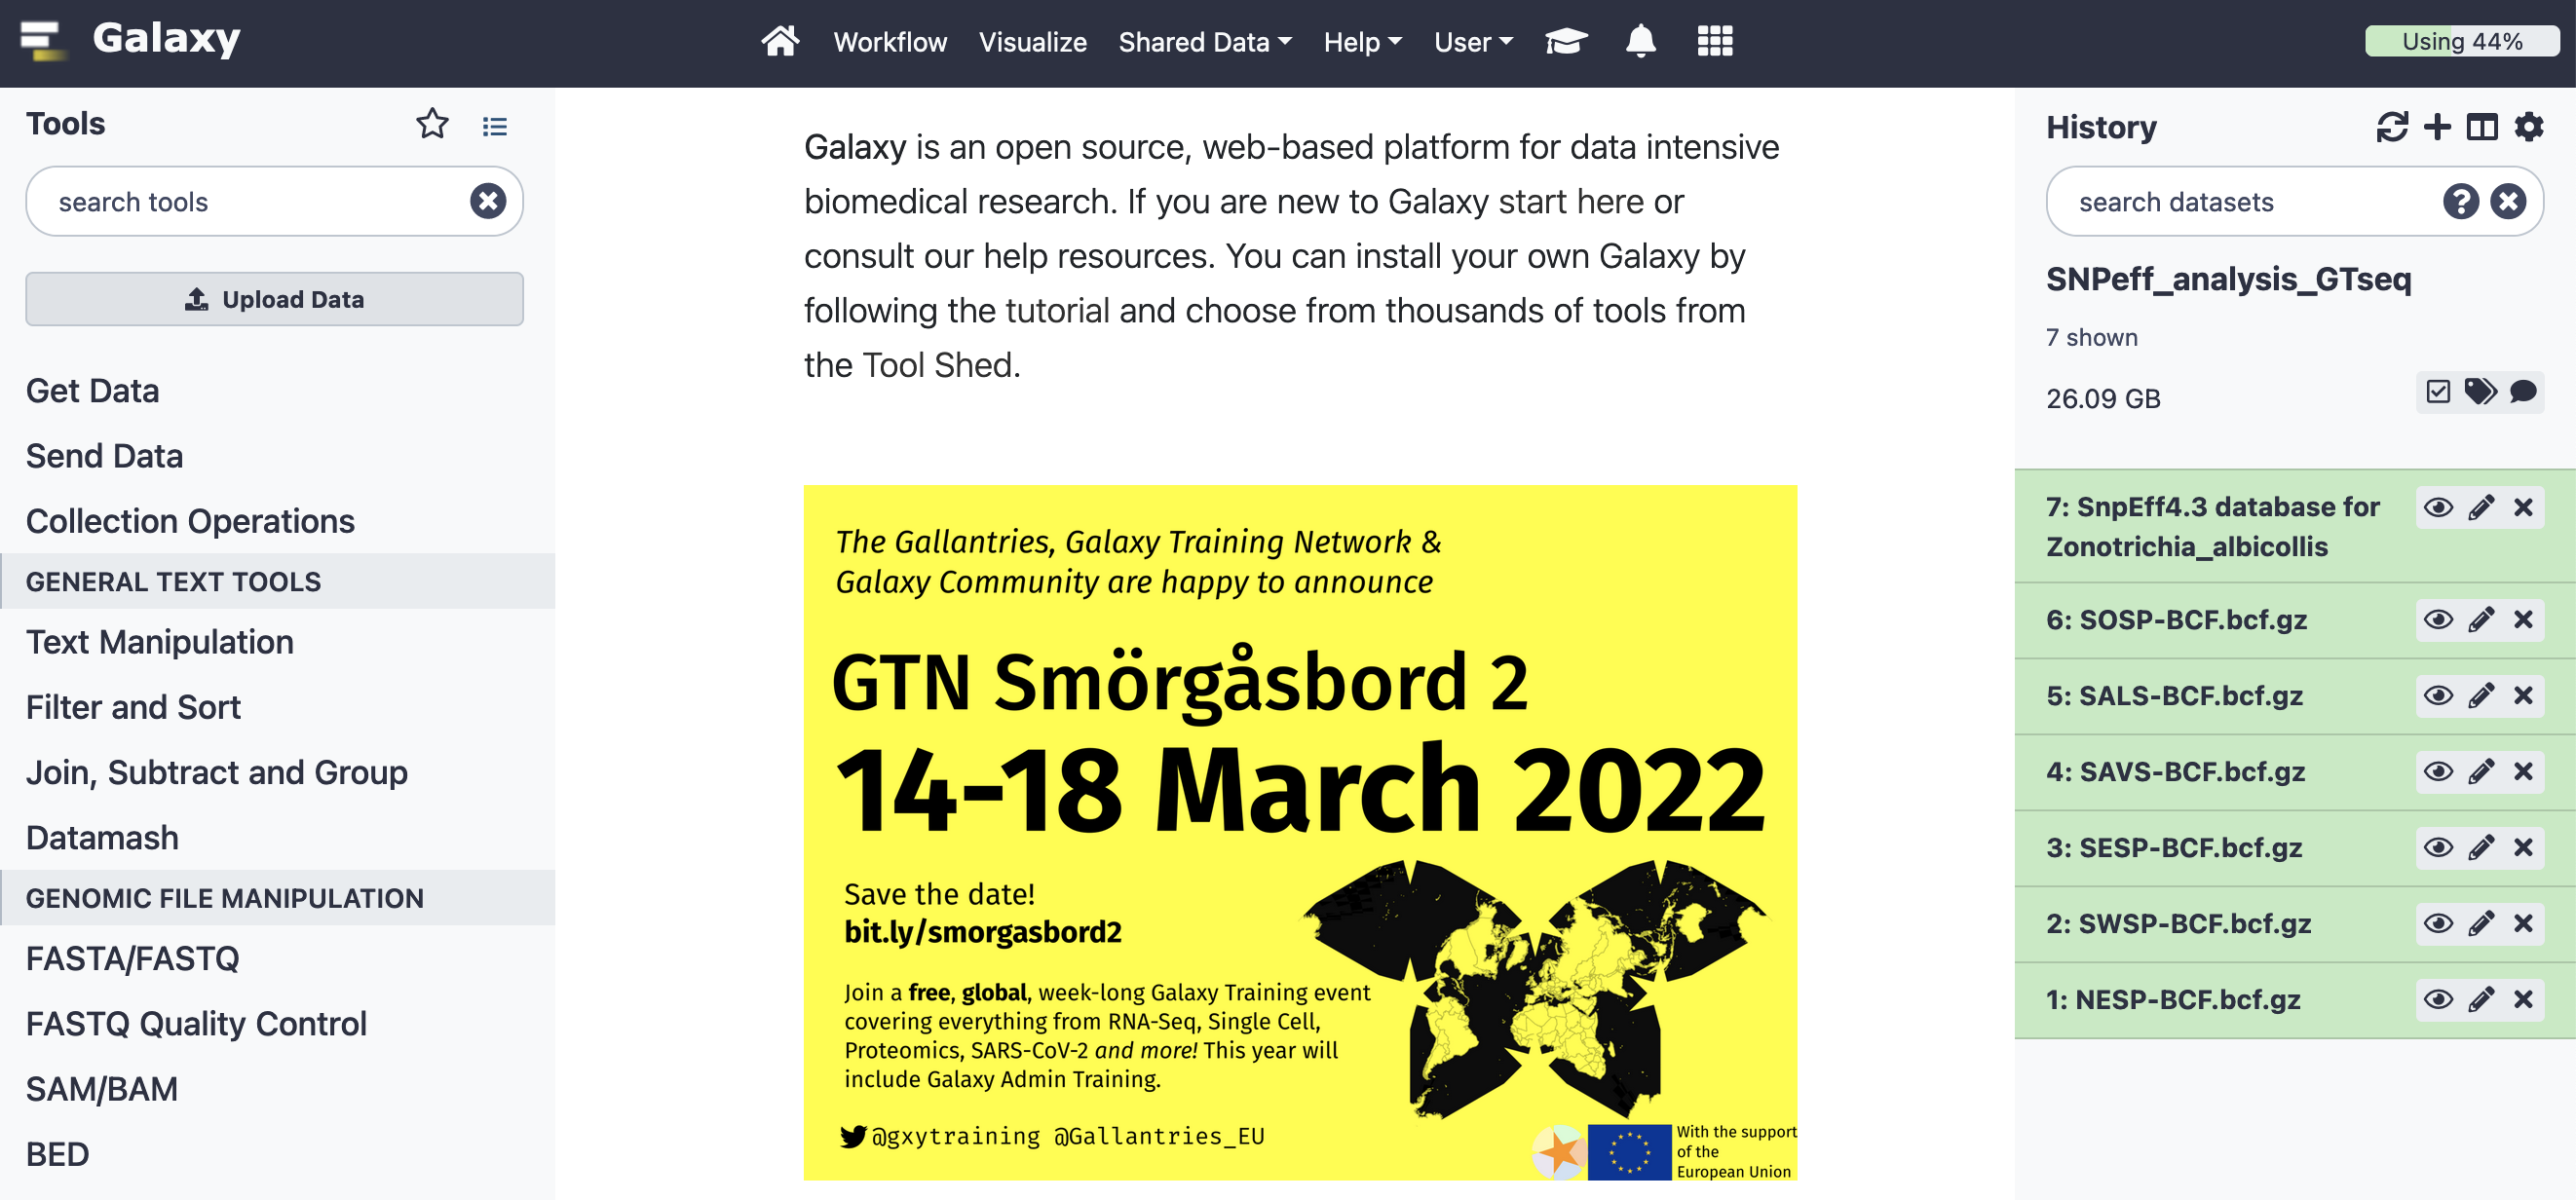 Galaxy
Workflow Visualize Shared Data Help User
Using 44%
Tools
search tools
Upload Data
Get Data
Send Data
Collection Operations
GENERAL TEXT TOOLS
Text Manipulation
Filter and Sort
Join, Subtract and Group
Datamash
GENOMIC FILE MANIPULATION
FASTA/FASTQ
FASTQ Quality Control
SAM/BAM
BED
Galaxy is an open source, web-based platform for data intensive
biomedical research. If you are new to Galaxy start here or
consult our help resources. You can install your own Galaxy by
following the tutorial and choose from thousands of tools from
the Tool Shed.
The Gallantries, Galaxy Training Network &
Galaxy Community are happy to announce
GTN Smörgåsbord 2
14-18 March 2022
Save the date!
bit.ly/smorgasbord2
Join a free, global, week-long Galaxy Training event
covering everything from RNA-Seq, Single Cell,
Proteomics, SARS-CoV-2 and more! This year will
include Galaxy Admin Training.
@gxytraining @Gallantries_EU
With the support
of the
European Union
History
search datasets
SNPeff_analysis_GTseq
7 shown
26.09 GB
7: SnpEff4.3 database for
Zonotrichia_albicollis
6: SOSP-BCF.bcf.gz
5: SALS-BCF.bcf.gz
4: SAVS-BCF.bcf.gz
3: SESP-BCF.bcf.gz
2: SWSP-BCF.bcf.gz
1: NESP-BCF.bcf.gz